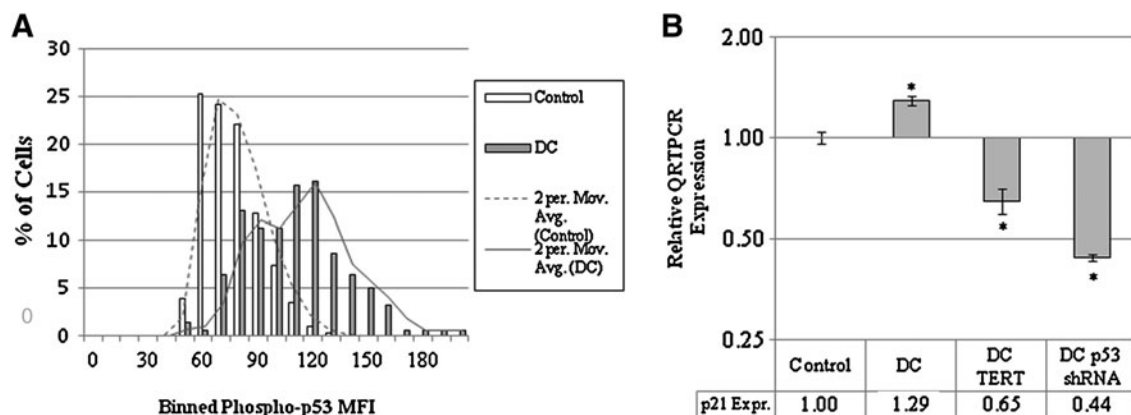 A
30
25
20
15
10
5
0
0
% of Cells
0 30 60 90 120 150 180
Binned Phospho-p53 MFI
Control
DC
2 per. Mov.
Avg.
(Control)
2 per. Mov.
Avg. (DC)
B
2.00
1.00
0.50
0.25
Relative QRTPCR
Expression
*
*
*
Control DC DC TERT DC p53 shRNA
p21 Expr. 1.00 1.29 0.65 0.44